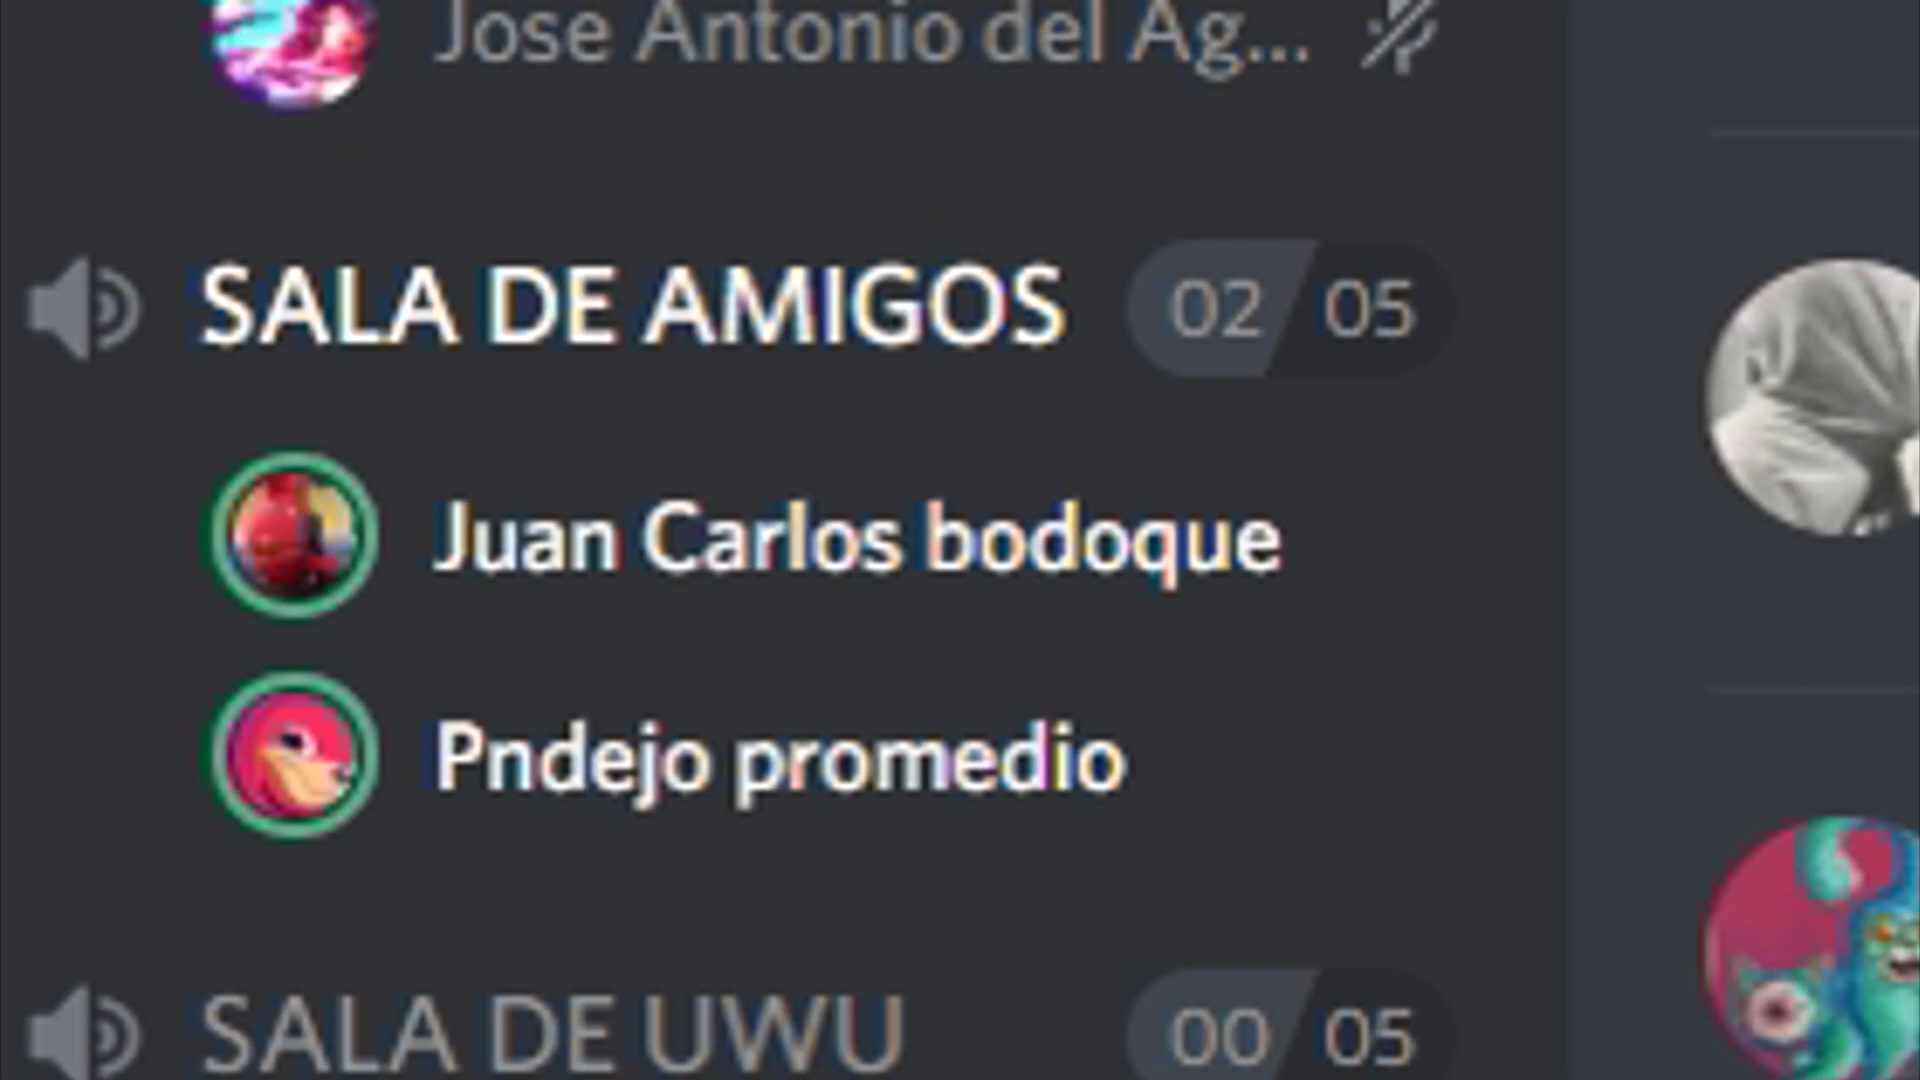 Jose Antonio del Ag...
SALA DE AMIGOS 02 05
Juan Carlos bodoque
Pndejo promedio
SALA DE UWU 00 05